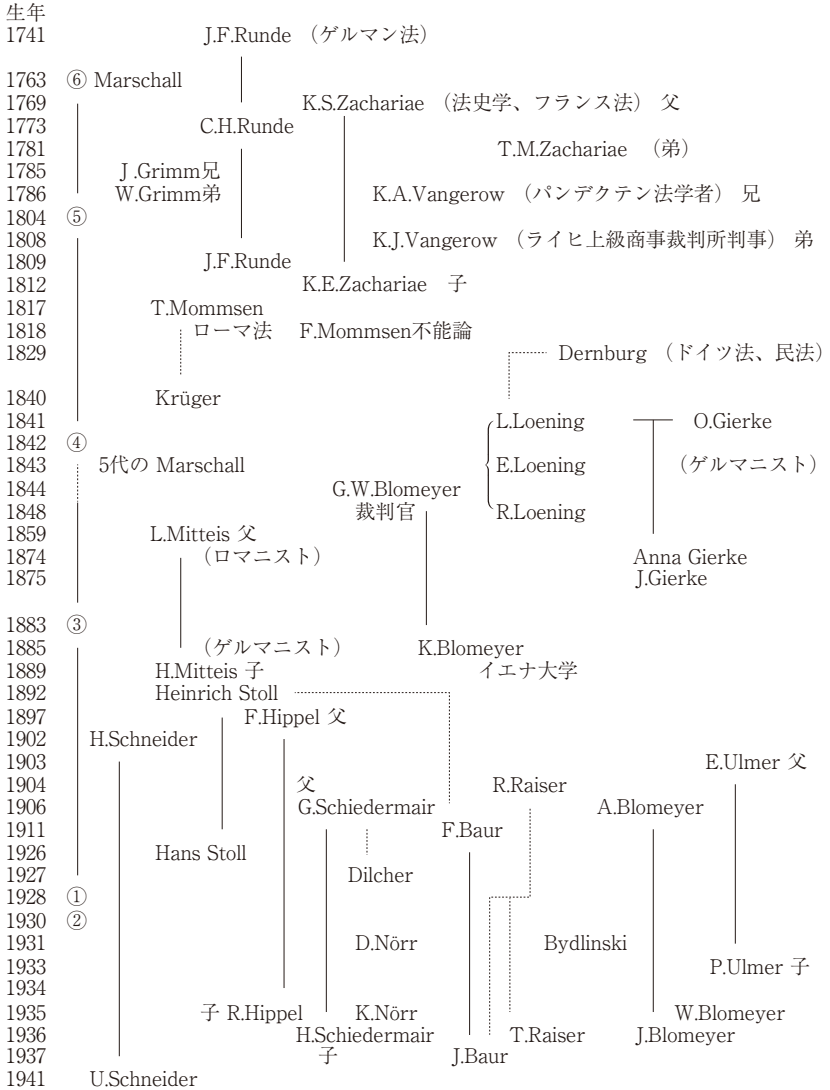 生年
1741 J.F.Runde （ゲルマン法）
1763 ⑥ Marschall
1769 K.S.Zachariae （法史学、フランス法） 父
1773 C.H.Runde
1781 T.M.Zachariae （弟）
1785 J.Grimm兄
1786 W.Grimm弟 K.A.Vangerow （パンデクテン法学者） 兄
1804 ⑤
1808 K.J.Vangerow （ライヒ上級商事裁判所判事） 弟
1809 J.F.Runde
1812 K.E.Zachariae 子
1817 T.Mommsen
1818 ローマ法 F.Mommsen不能論
1829 Dernburg （ドイツ法、民法）
1840 Krüger
1841 L.Loening O.Gierke
1842 ④
1843 5代の Marschall E.Loening （ゲルマニスト）
1844 G.W.Blomeyer
1848 裁判官 R.Loening
1859 L.Mitteis 父
1874 （ロマニスト） Anna Gierke
1875 J.Gierke
1883 ③
1885 （ゲルマニスト） K.Blomeyer
1889 H.Mitteis 子 イエナ大学
1892 Heinrich Stoll
1897 F.Hippel 父
1902 H.Schneider
1903 E.Ulmer 父
1904 父 R.Raiser
1906 G.Schiedermair A.Blomeyer
1911 F.Baur
1926 Hans Stoll
1927 Dilcher
1928 ①
1930 ②
1931 D.Nörr Bydlinski
1933 P.Ulmer 子
1934
1935 子 R.Hippel K.Nörr W.Blomeyer
1936 H.Schiedermair T.Raiser J.Blomeyer
1937 子 J.Baur
1941 U.Schneider